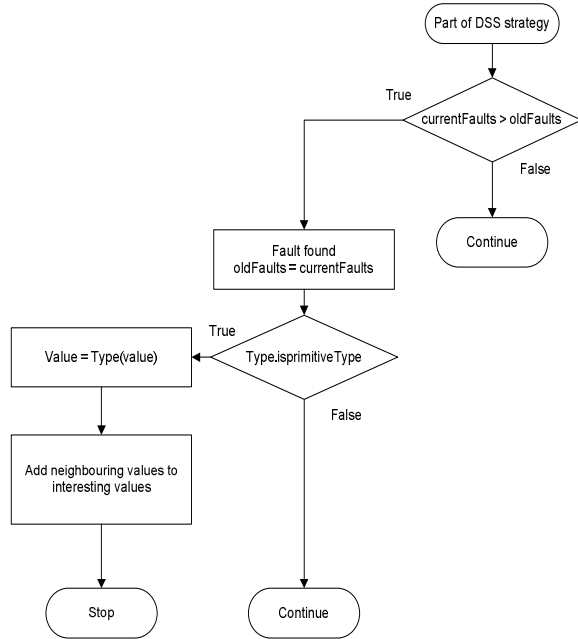 Part of DSS strategy
True
currentFaults > oldFaults
False
Continue
Fault found
oldFaults = currentFaults
True
Type.isprimitiveType
Value = Type(value)
False
Add neighbouring values to
interesting values
Stop
Continue